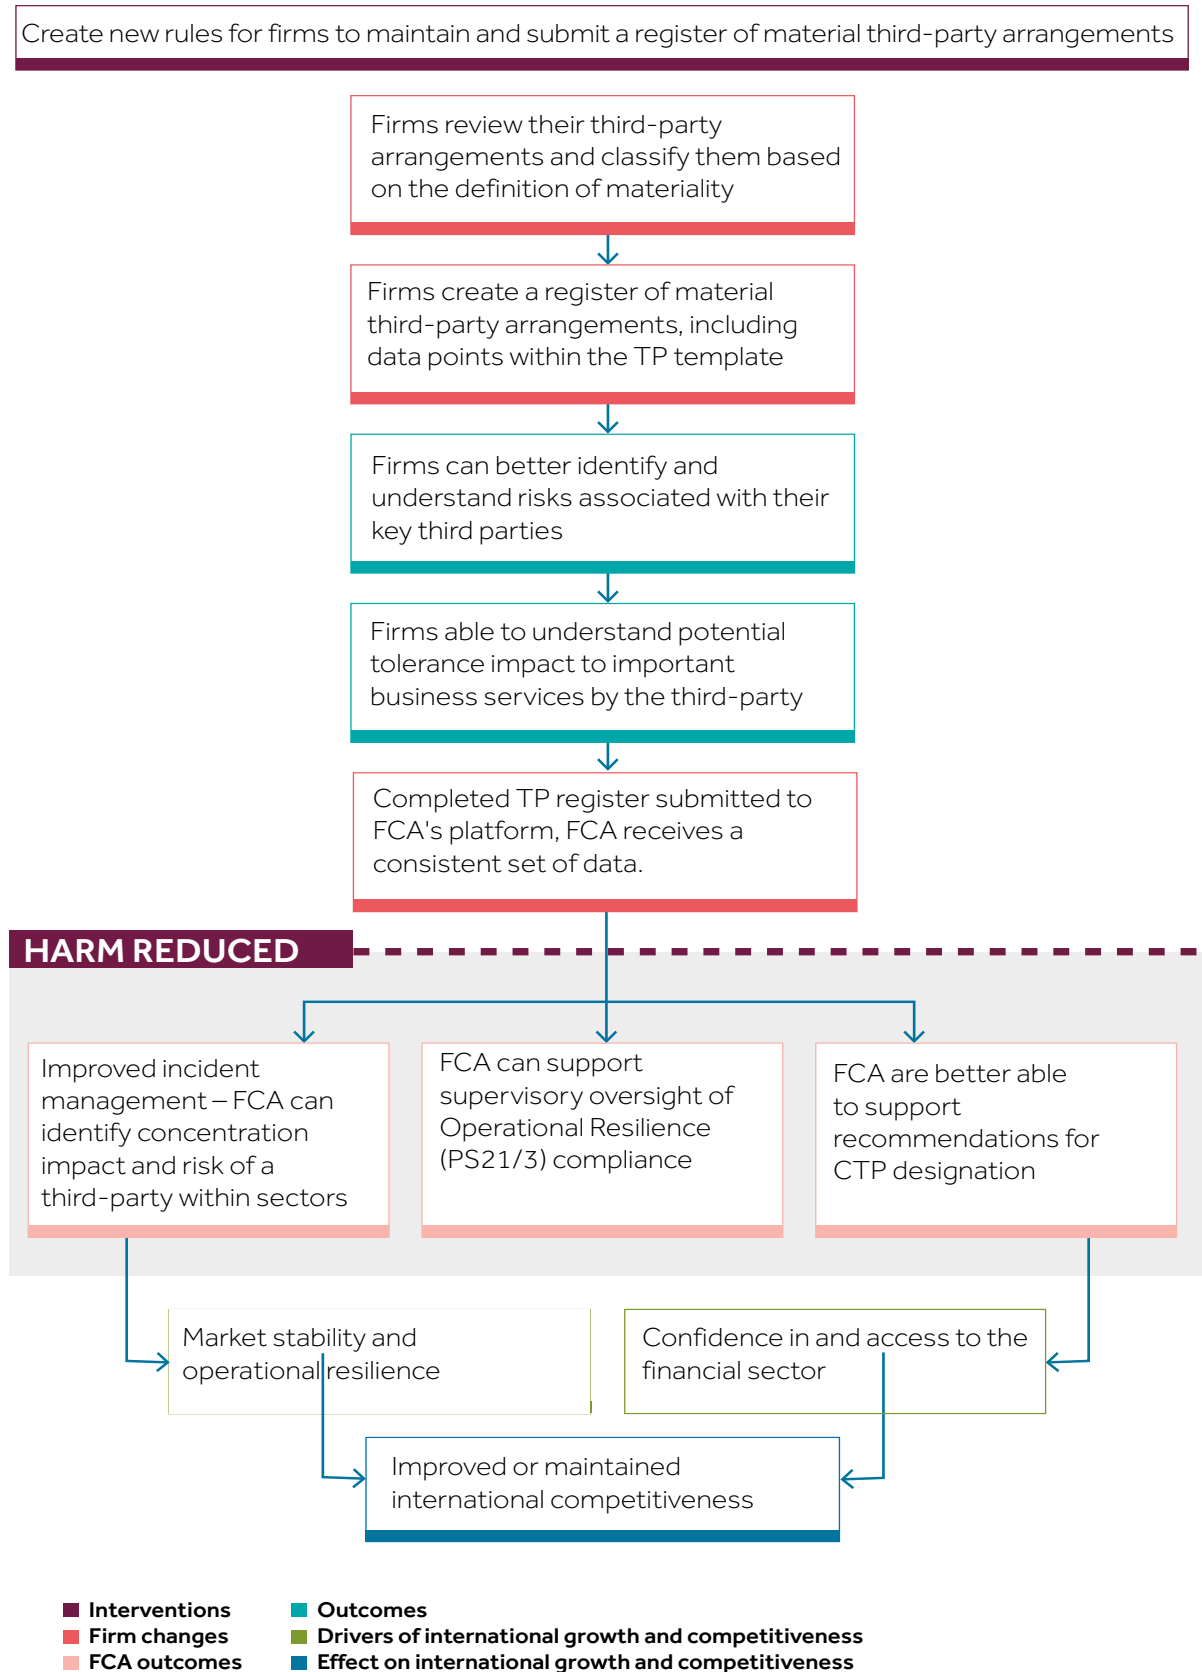 Create new rules for firms to maintain and submit a register of material third-party arrangements
Firms review their third-party
arrangements and classify them based
on the definition of materiality
Firms create a register of material
third-party arrangements, including
data points within the TP template
Firms can better identify and
understand risks associated with their
key third parties
Firms able to understand potential
tolerance impact to important
business services by the third-party
Completed TP register submitted to
FCA's platform, FCA receives a
consistent set of data.
HARM REDUCED
Improved incident
management – FCA can
identify concentration
impact and risk of a
third-party within sectors
FCA can support
supervisory oversight of
Operational Resilience
(PS21/3) compliance
FCA are better able
to support
recommendations for
CTP designation
Market stability and
operational resilience
Confidence in and access to the
financial sector
Improved or maintained
international competitiveness
Interventions
Firm changes
FCA outcomes
Outcomes
Drivers of international growth and competitiveness
Effect on international growth and competitiveness